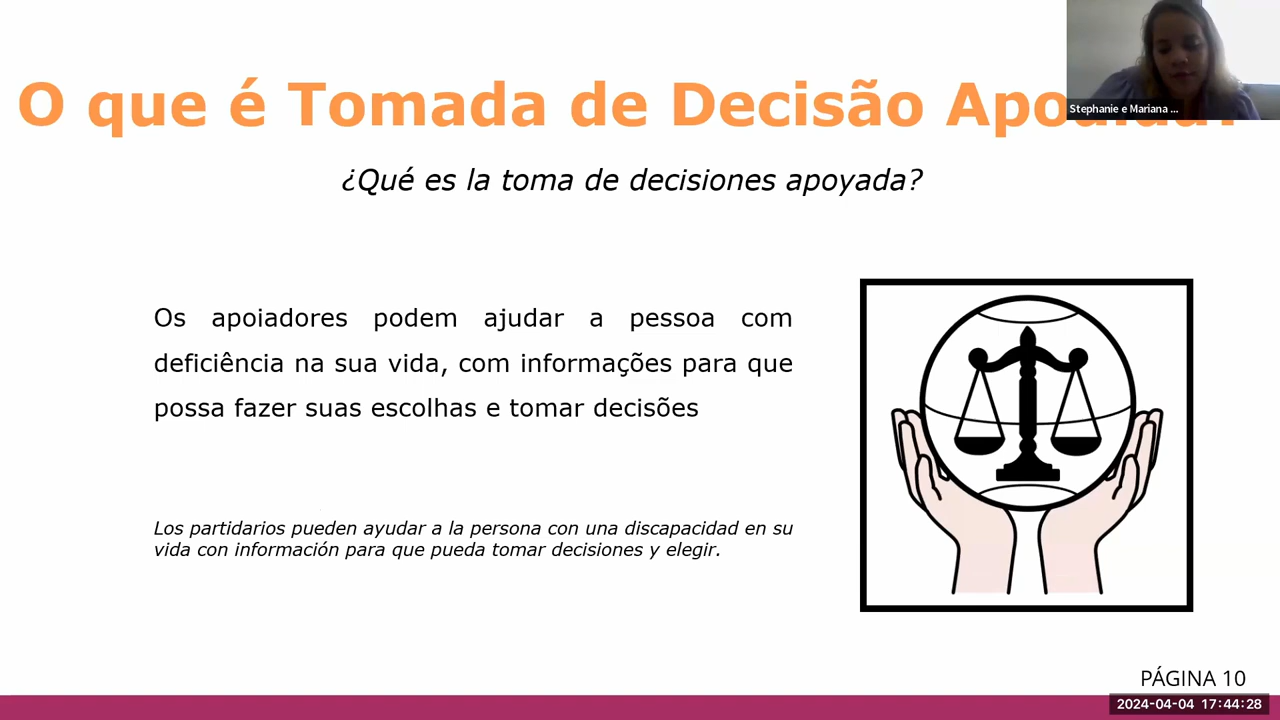 O que é Tomada de Decisão
Stephanie e Mariana ...
¿Qué es la toma de decisiones apoyada?
Os apoiadores podem ajudar a pessoa com
deficiência na sua vida, com informações para que
possa fazer suas escolhas e tomar decisões
Los partidarios pueden ayudar a la persona con una discapacidad en su
vida con información para que pueda tomar decisiones y elegir.
PÁGINA 10
2024-04-04 17:44:28